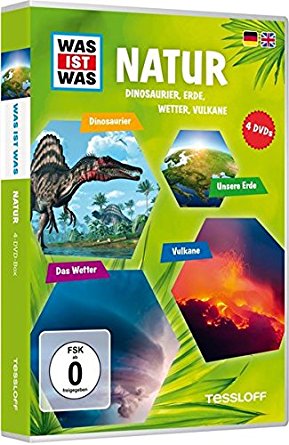 WAS
IST
WAS
NATUR
DINOSAURIER, ERDE,
WETTER, VULKANE
4 DVDs
Dinosaurier
Unsere Erde
Das Wetter
Vulkane
FSK
ab
0
freigegeben
TESSLOFF
WAS IST WAS
NATUR 4-DVD-Box
TESSLOFF